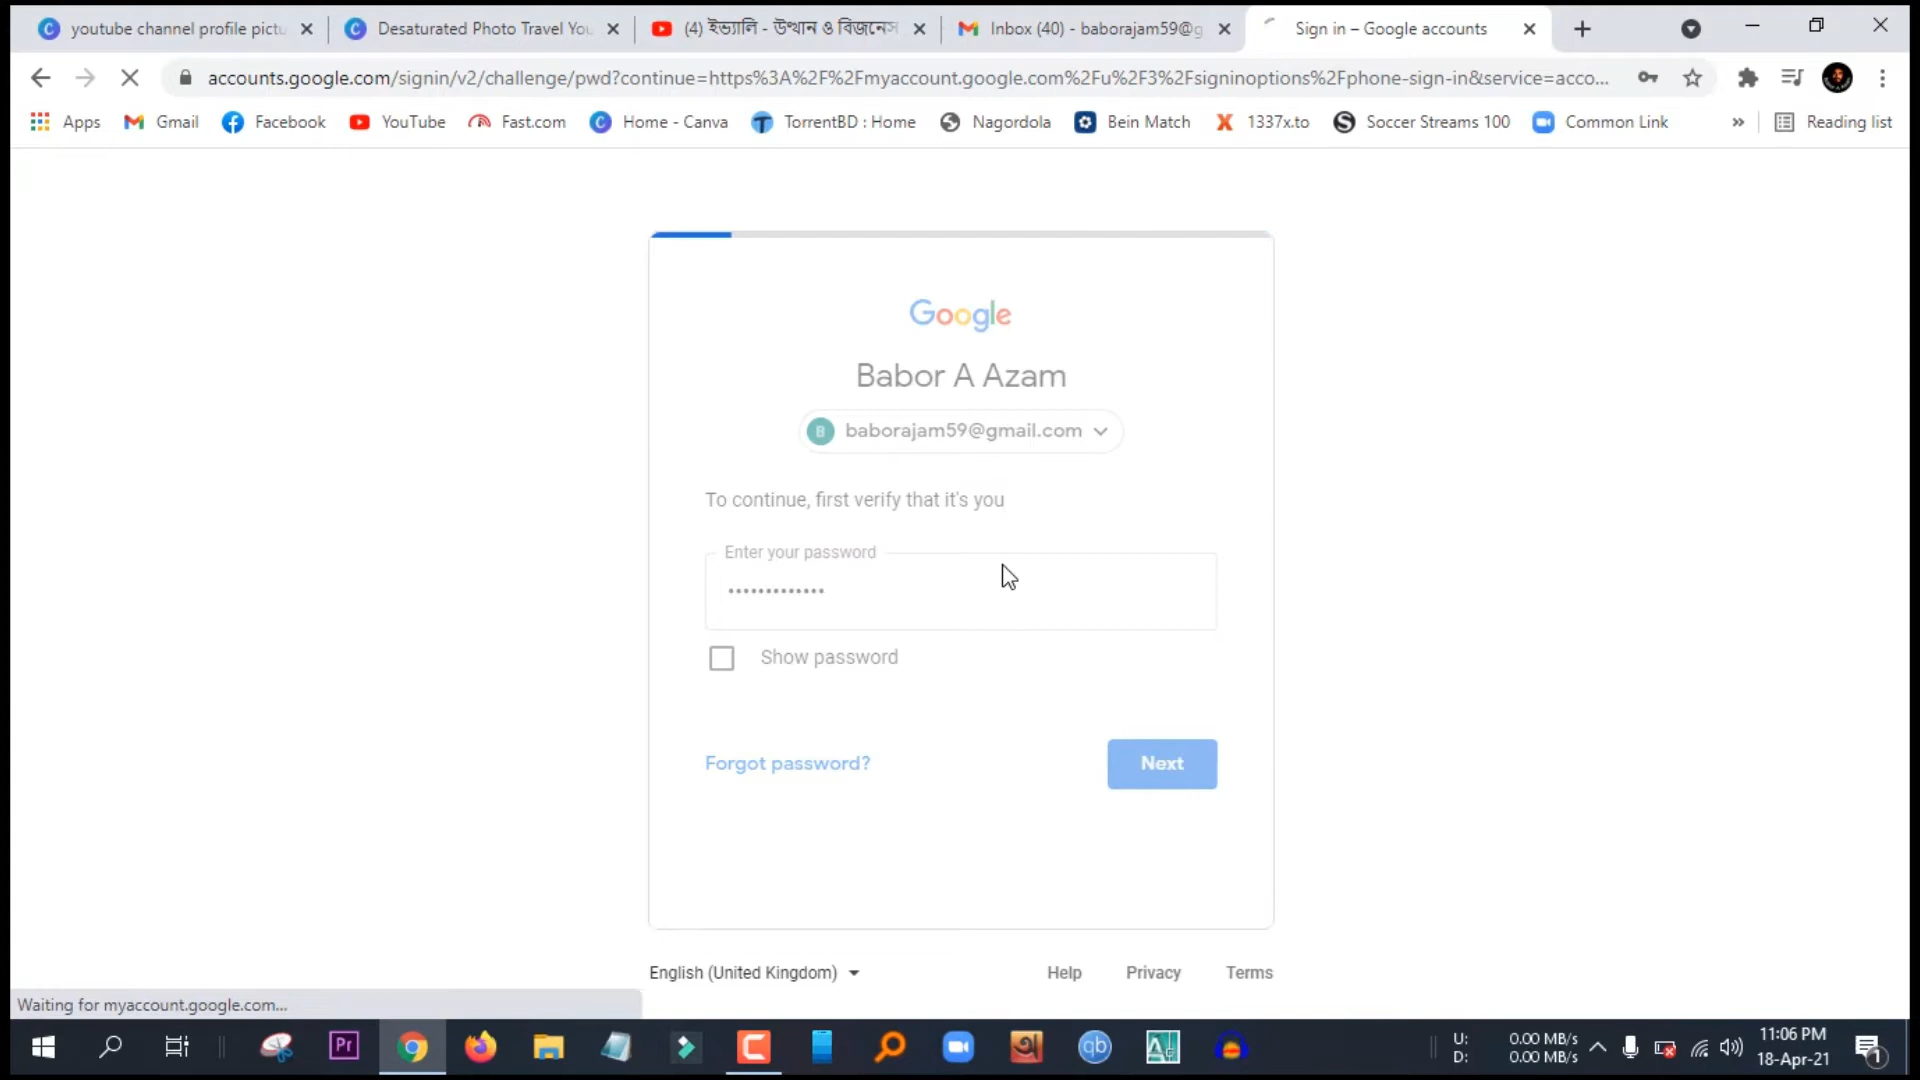 youtube channel profile pictu
Desaturated Photo Travel You
(4) ইভ্যালি - উত্থান ও বিজনেস
Inbox (40) - baborajam59@g
Sign in – Google accounts
accounts.google.com/signin/v2/challenge/pwd?continue=https%3A%2F%2Fmyaccount.google.com%2Fu%2F3%2Fsigninoptions%2Fphone-sign-in&service=acco...
Apps
Gmail
Facebook
YouTube
Fast.com
Home - Canva
TorrentBD : Home
Nagordola
Bein Match
1337x.to
Soccer Streams 100
Common Link
»
Reading list
Google
Babor A Azam
B
baborajam59@gmail.com
To continue, first verify that it's you
Enter your password
•••••••••••••
Show password
Forgot password?
Next
English (United Kingdom)
Help
Privacy
Terms
Waiting for myaccount.google.com...
Pr
qb
U: 0.00 MB/s
D: 0.00 MB/s
11:06 PM
18-Apr-21
1